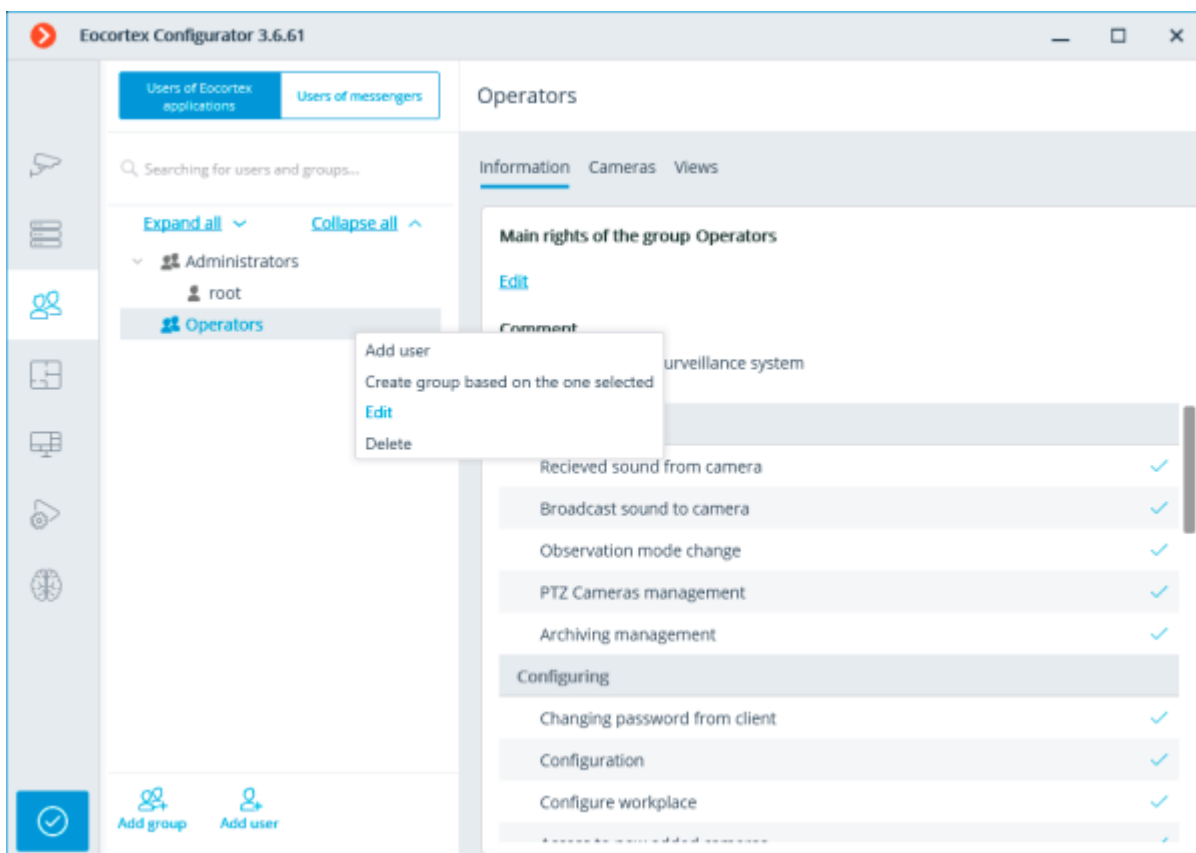 Eocortex Configurator 3.6.61
Users of Eocortex
applications
Users of messengers
Searching for users and groups...
Expand all
Collapse all
Administrators
root
Operators
Add user
Create group based on the one selected
Edit
Delete
Add group
Add user
Operators
Information
Cameras
Views
Main rights of the group Operators
Edit
Comment
urveillance system
Recieved sound from camera
Broadcast sound to camera
Observation mode change
PTZ Cameras management
Archiving management
Configuring
Changing password from client
Configuration
Configure workplace